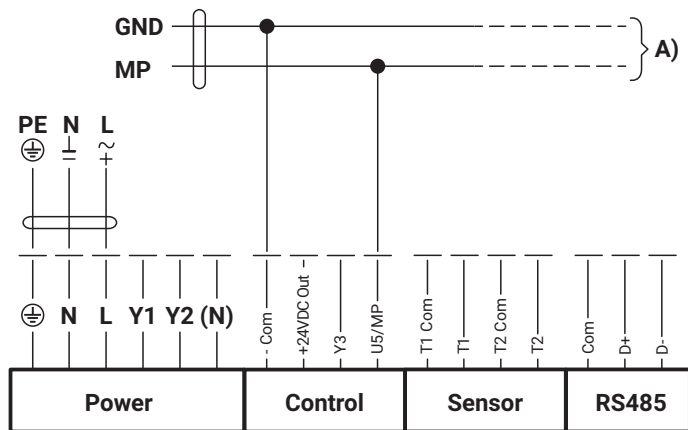 GND
MP
A)
PE N L
N L Y1 Y2 (N)
- Com
+24VDC Out -
Y3
U5/MP
T1 Com
T1
T2 Com
T2
Com
D+
D-
Power Control Sensor RS485